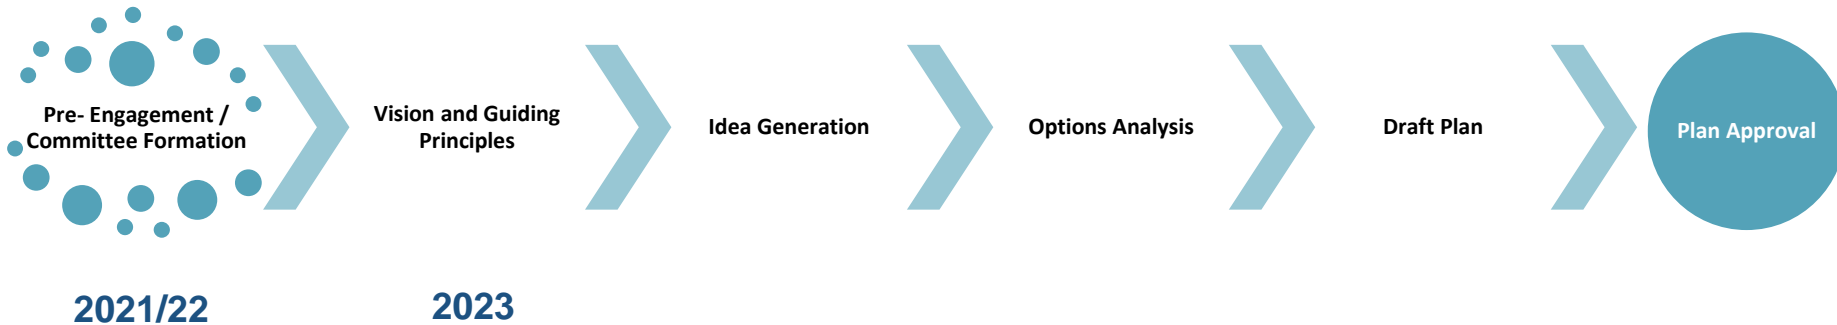 Pre- Engagement /
Committee Formation
Vision and Guiding
Principles
Idea Generation
Options Analysis
Draft Plan
Plan Approval
2021/22
2023